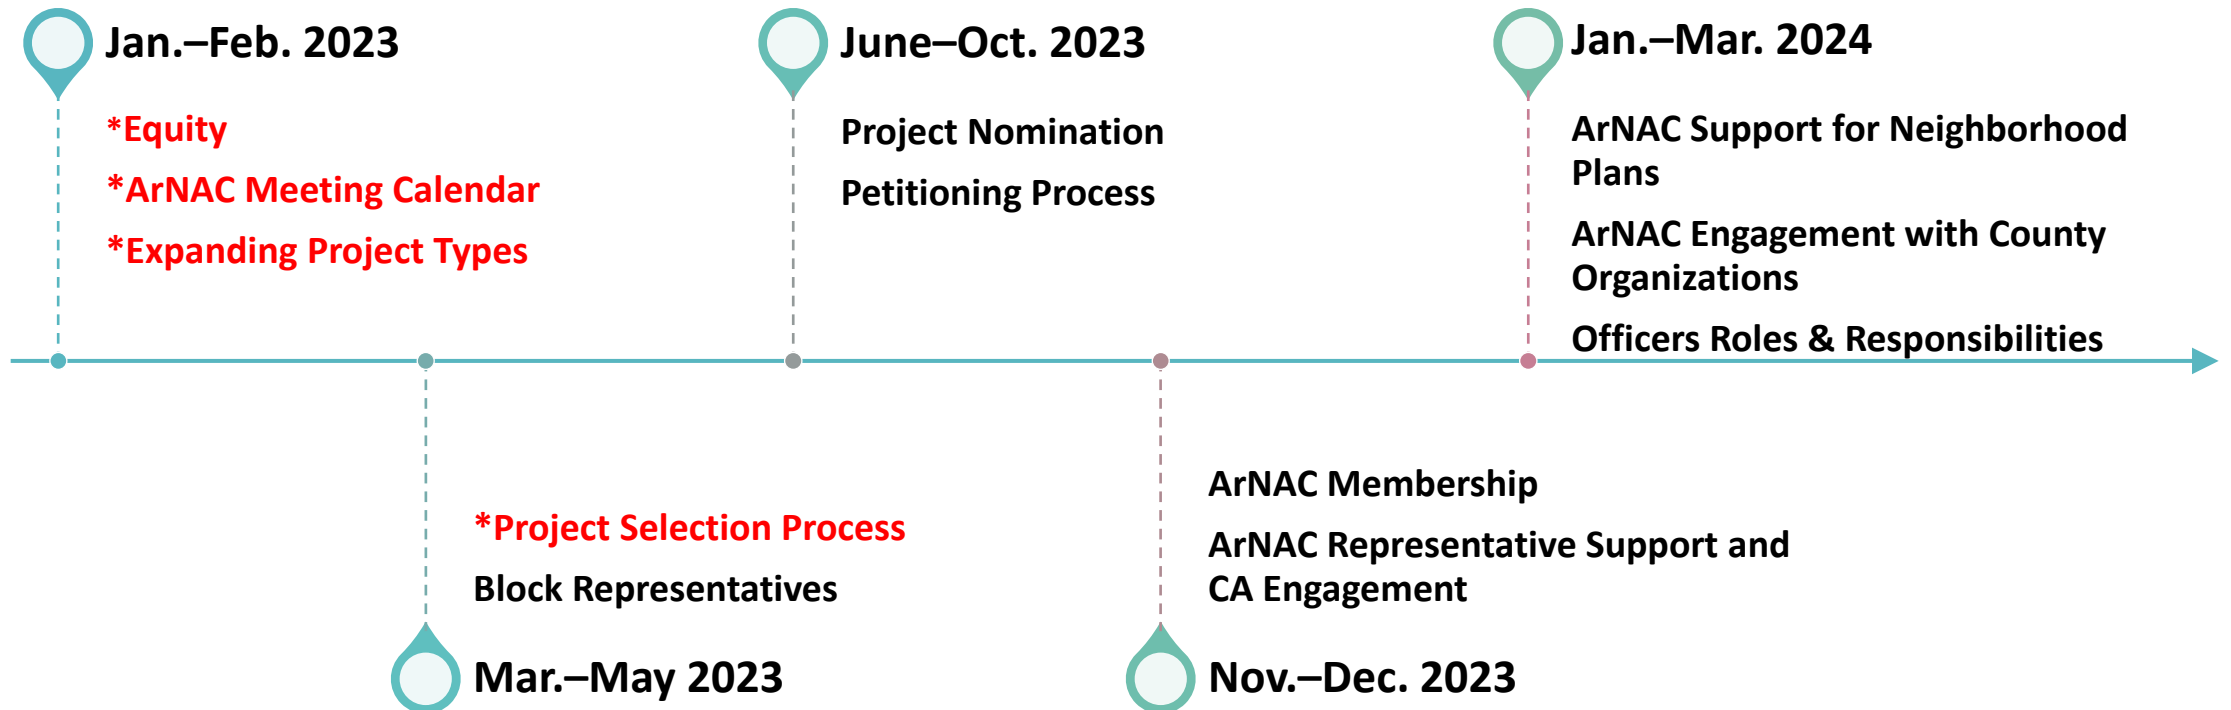 Jan.–Feb. 2023
*Equity
*ArNAC Meeting Calendar
*Expanding Project Types
*Project Selection Process
Block Representatives
Mar.–May 2023
June–Oct. 2023
Project Nomination
Petitioning Process
ArNAC Membership
ArNAC Representative Support and
CA Engagement
Nov.–Dec. 2023
Jan.–Mar. 2024
ArNAC Support for Neighborhood
Plans
ArNAC Engagement with County
Organizations
Officers Roles & Responsibilities